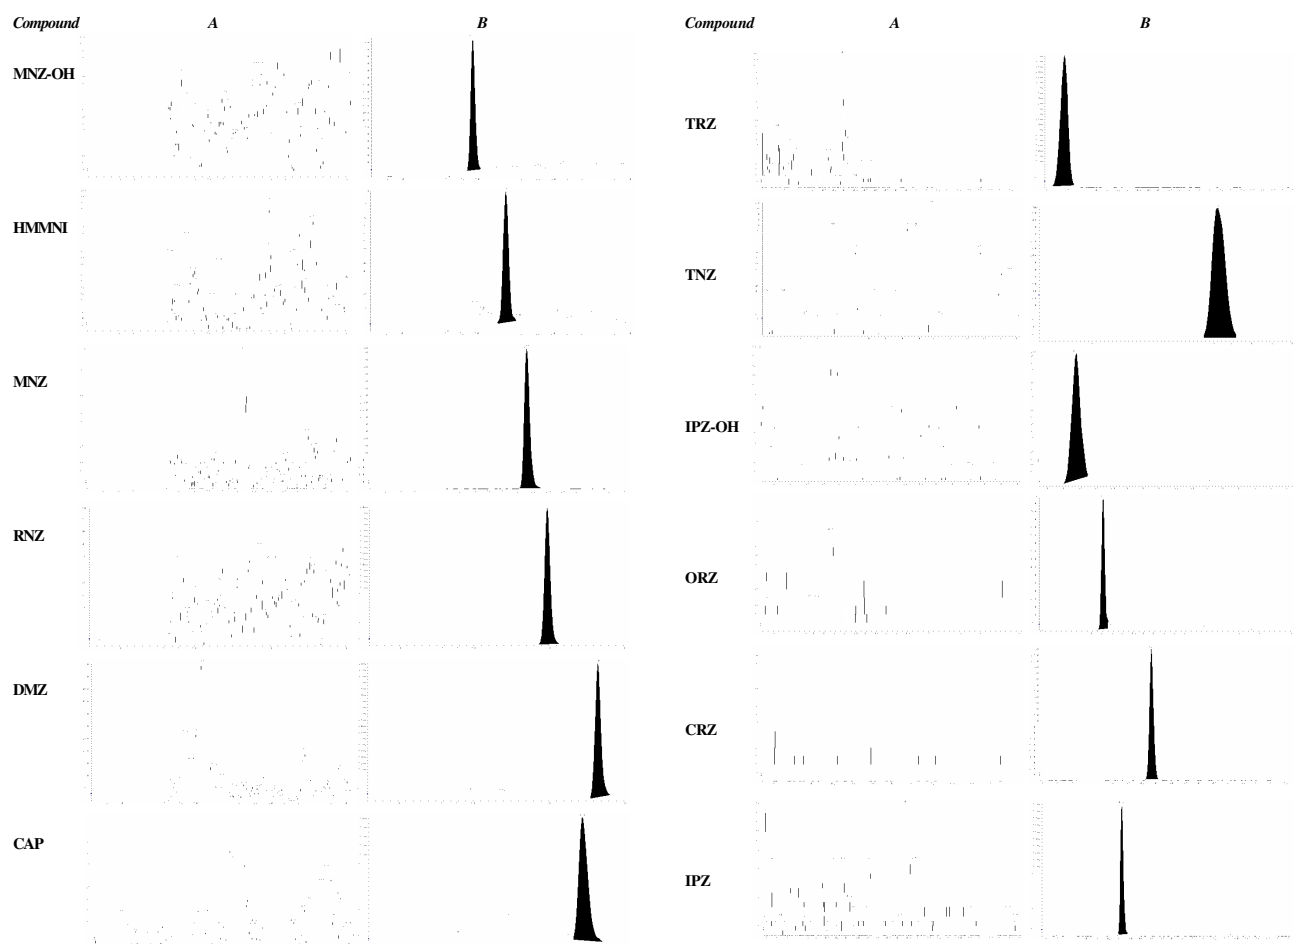 Compound A B
MNZ-OH
HMMNI
MNZ
RNZ
DMZ
CAP
Compound A B
TRZ
TNZ
IPZ-OH
ORZ
CRZ
IPZ